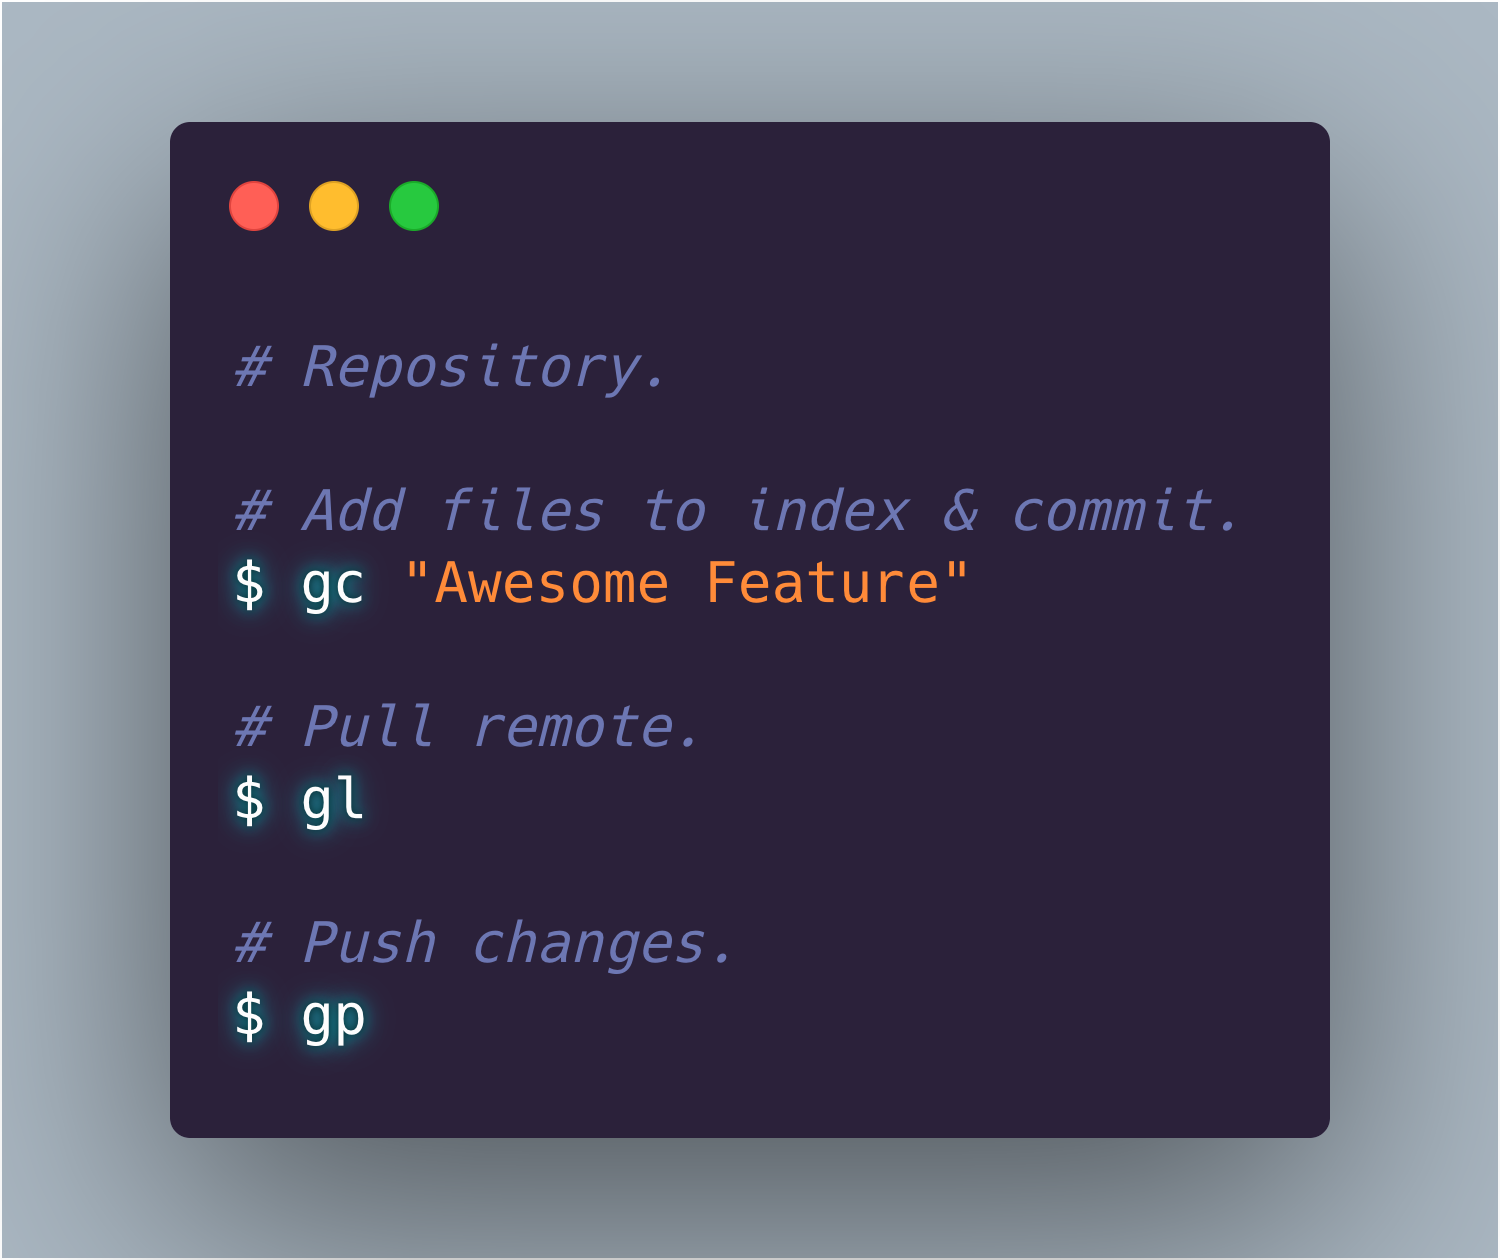 # Repository.
# Add files to index & commit.
$ gc "Awesome Feature"
# Pull remote.
$ gl
# Push changes.
$ gp